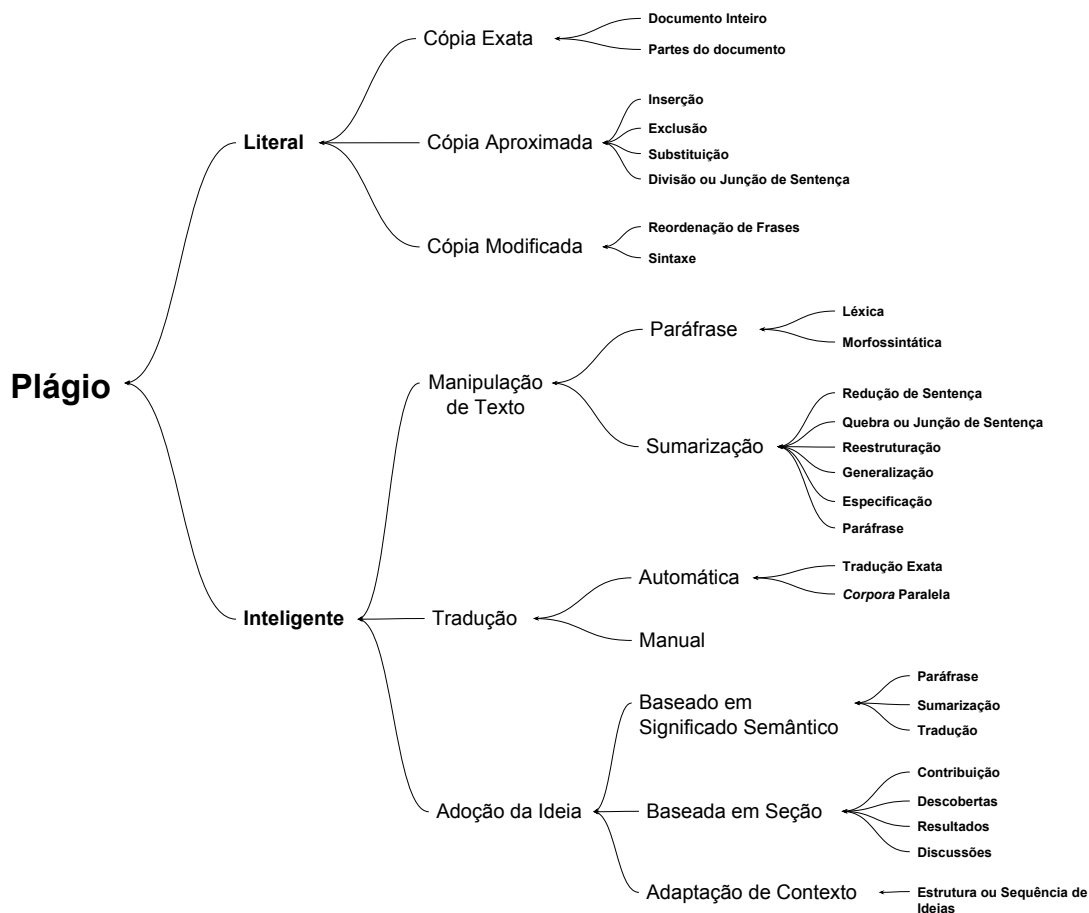 Plágio
Literal
Cópia Exata
Documento Inteiro
Partes do documento
Cópia Aproximada
Inserção
Exclusão
Substituição
Divisão ou Junção de Sentença
Cópia Modificada
Reordenação de Frases
Sintaxe
Inteligente
Manipulação
de Texto
Paráfrase
Léxica
Morfossintática
Sumarização
Redução de Sentença
Quebra ou Junção de Sentença
Reestruturação
Generalização
Especificação
Paráfrase
Tradução
Automática
Tradução Exata
Corpora Paralela
Manual
Adoção da Ideia
Baseado em
Significado Semântico
Paráfrase
Sumarização
Tradução
Baseada em Seção
Contribuição
Descobertas
Resultados
Discussões
Adaptação de Contexto
Estrutura ou Sequência de
Ideias